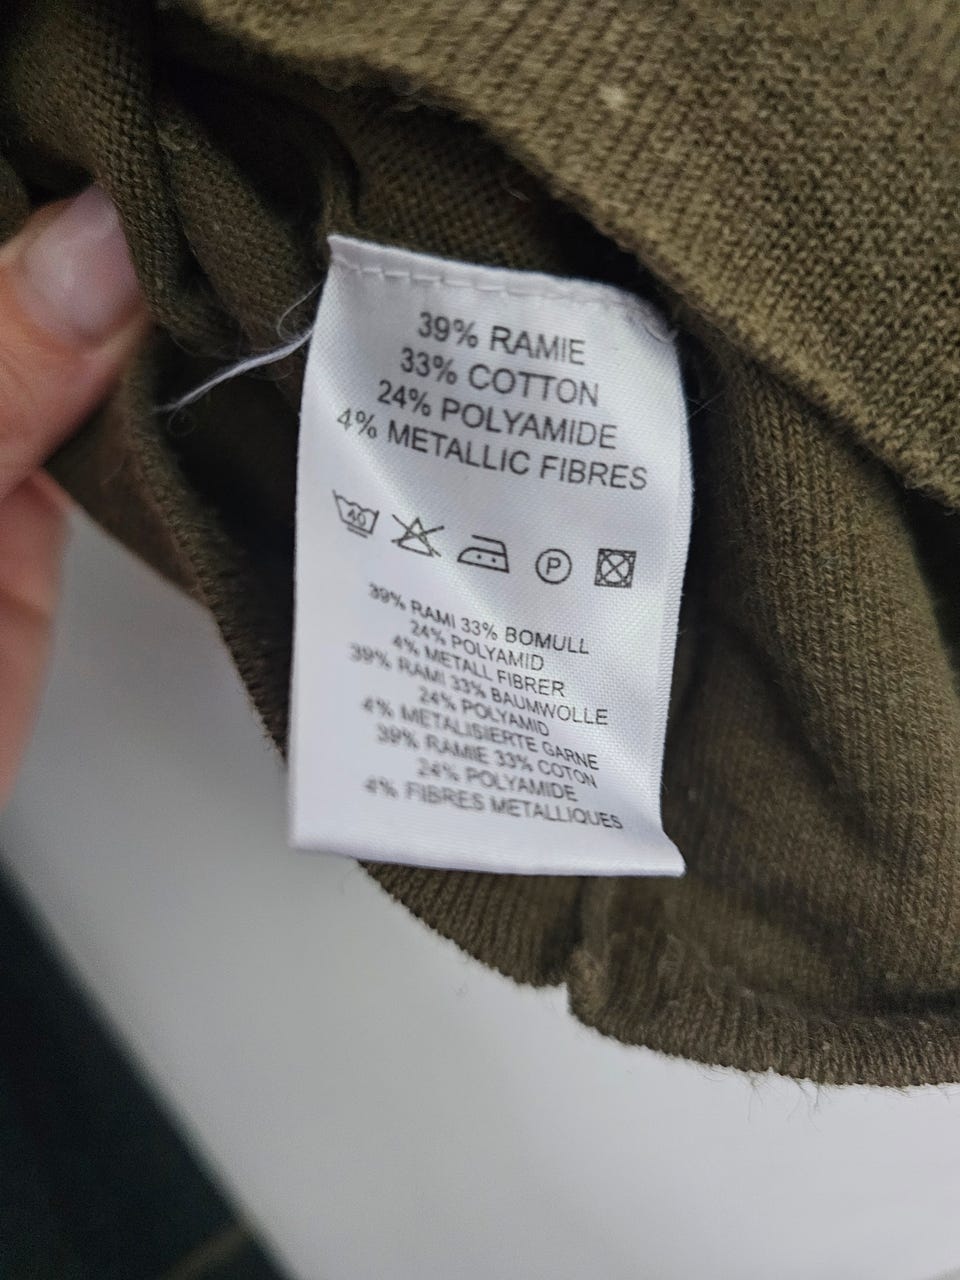 39% RAMIE
33% COTTON
24% POLYAMIDE
4% METALLIC FIBRES
40
P
39% RAMI 33% BOMULL
24% POLYAMID
4% METALL FIBRER
39% RAMI 33% BAUMWOLLE
24% POLYAMID
4% METALISIERTE GARNE
39% RAMIE 33% COTON
24% POLYAMIDE
4% FIBRES METALLIQUES